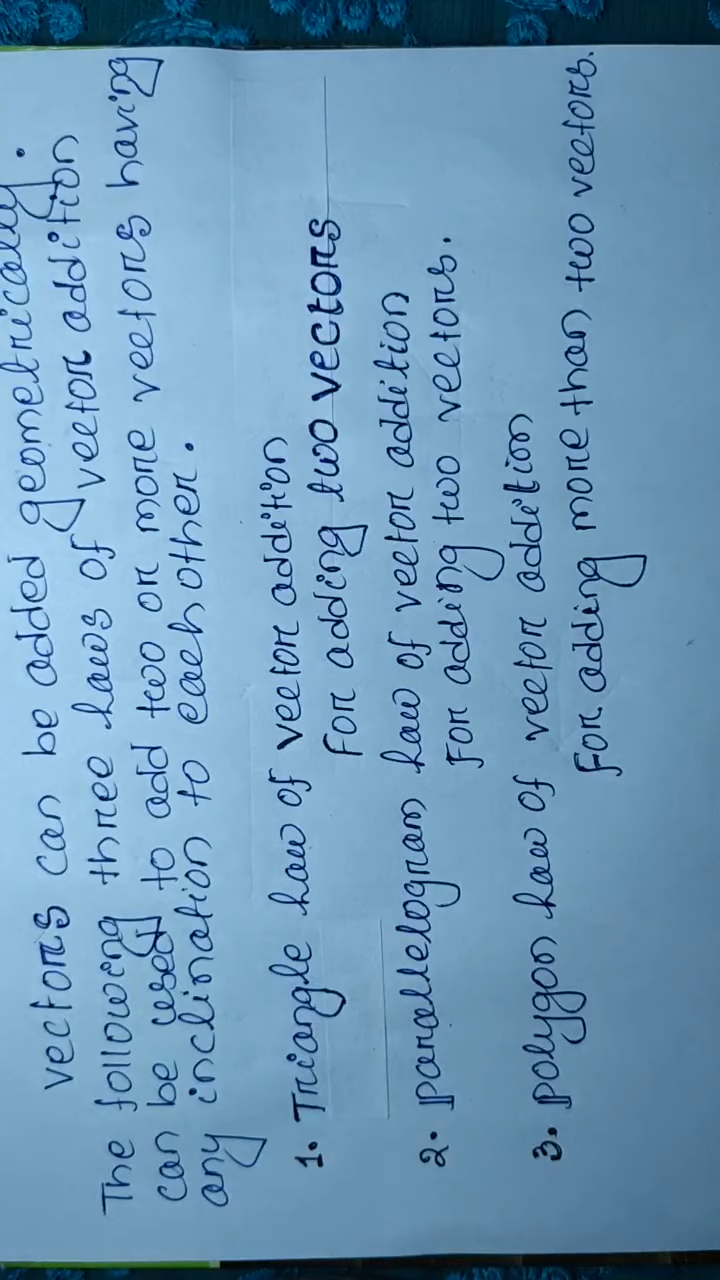 vectors can be added geometrically.
The following three laws of vector addition
can be used to add two or more vectors having
any inclination to each other.
1. Triangle law of vector addition
For adding two vectors
2. parallelogram law of vector addition
For adding two vectors.
3. polygon law of vector addition
For adding more than two vectors.